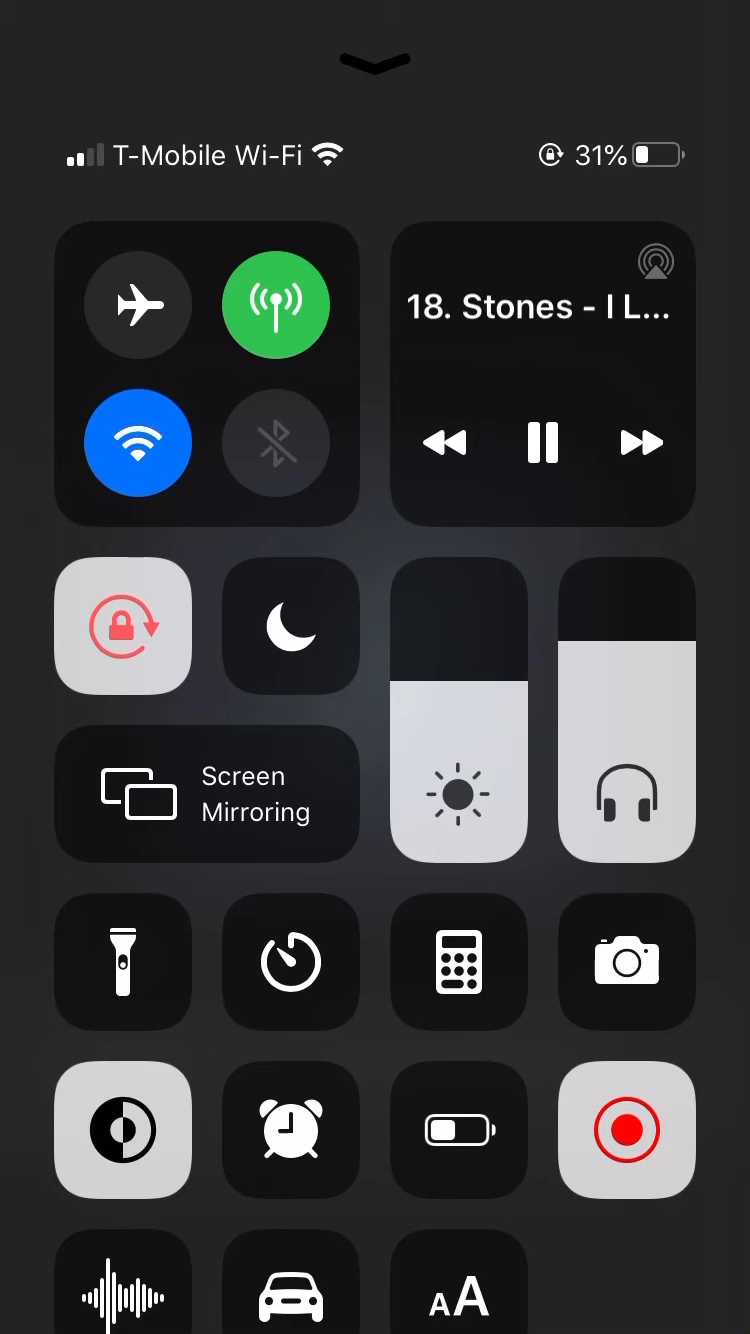 T-Mobile Wi-Fi
31%
18. Stones - I L...
Screen
Mirroring
AA